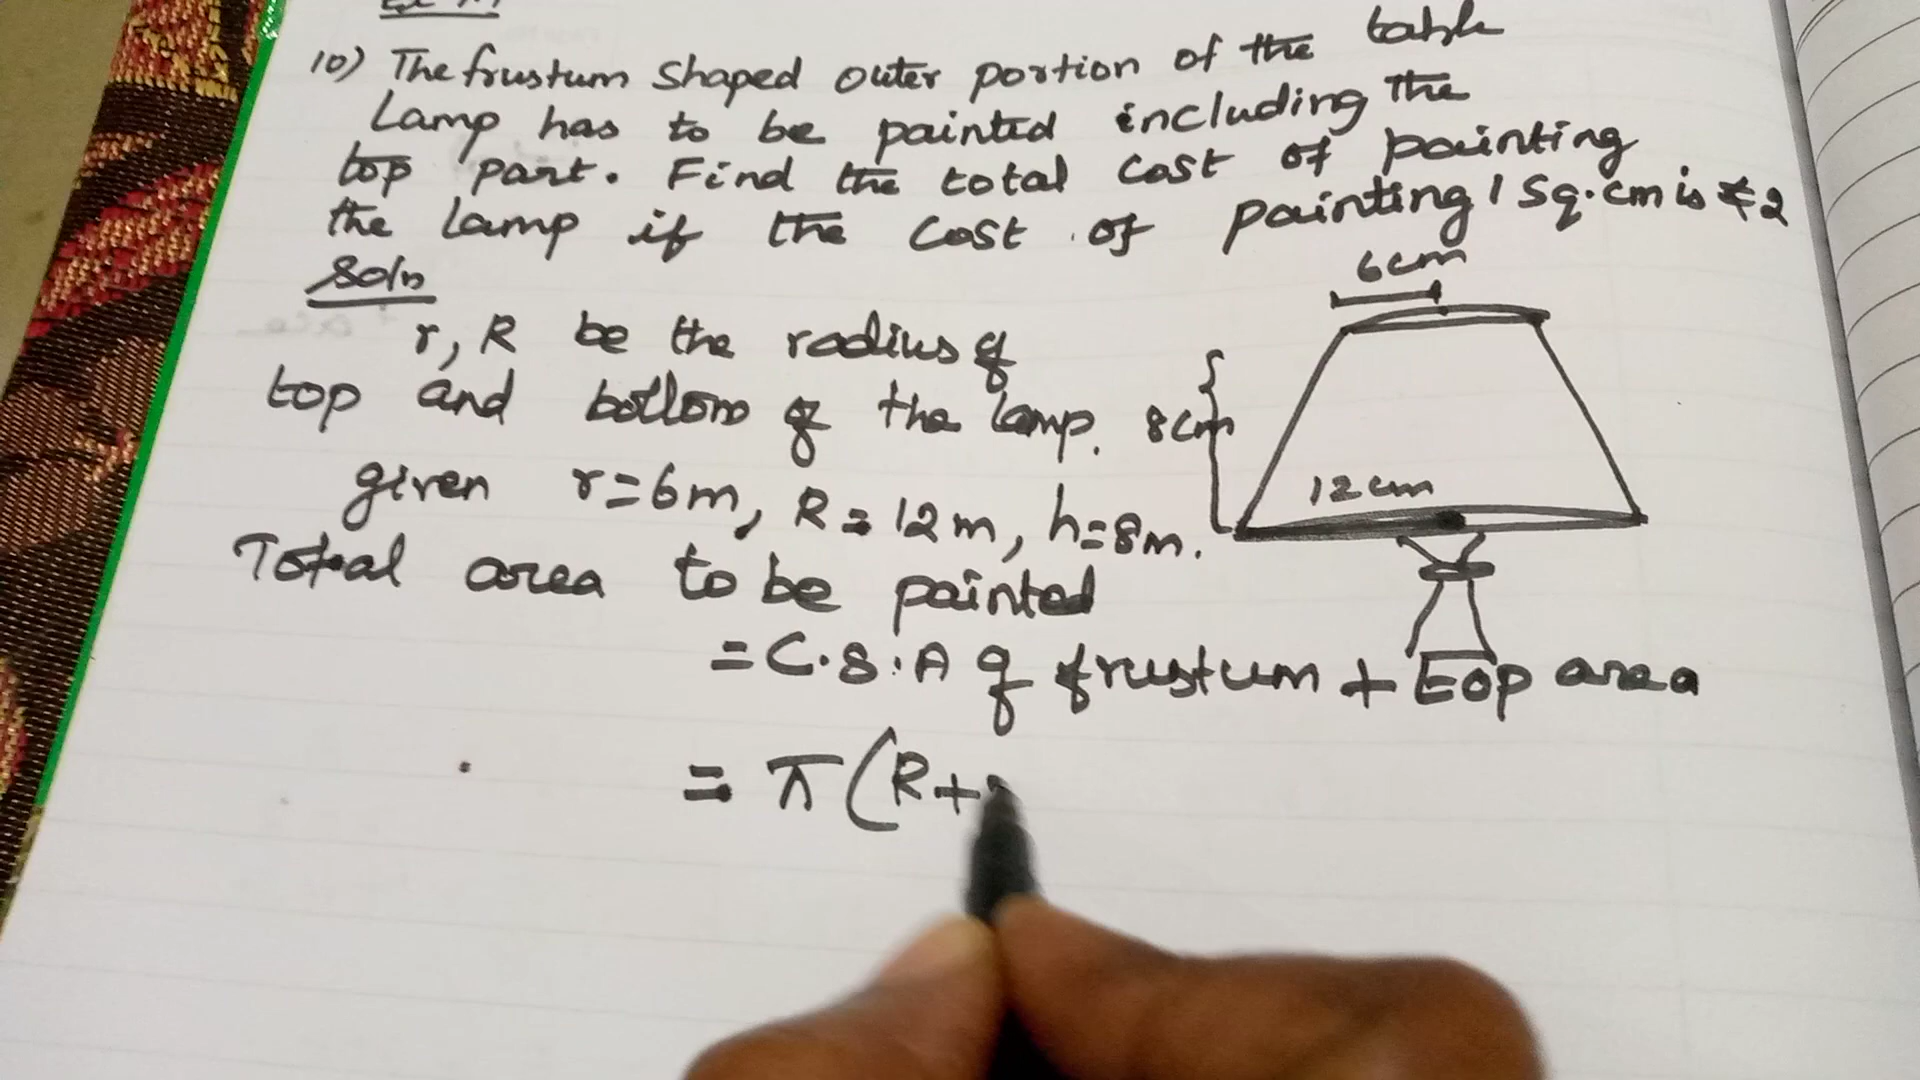 10) The frustum shaped outer portion of the table
Lamp has to be painted including the
top part. Find the total cost of painting
the lamp if the cost of painting 1 Sq.cm is ₹2
Soln
6cm
r, R be the radius of
top and bottom of the lamp.
8cm
12cm
given r=6m, R=12m, h=8m.
Total area to be painted
=C.S.A of frustum + Top area
= π(R+